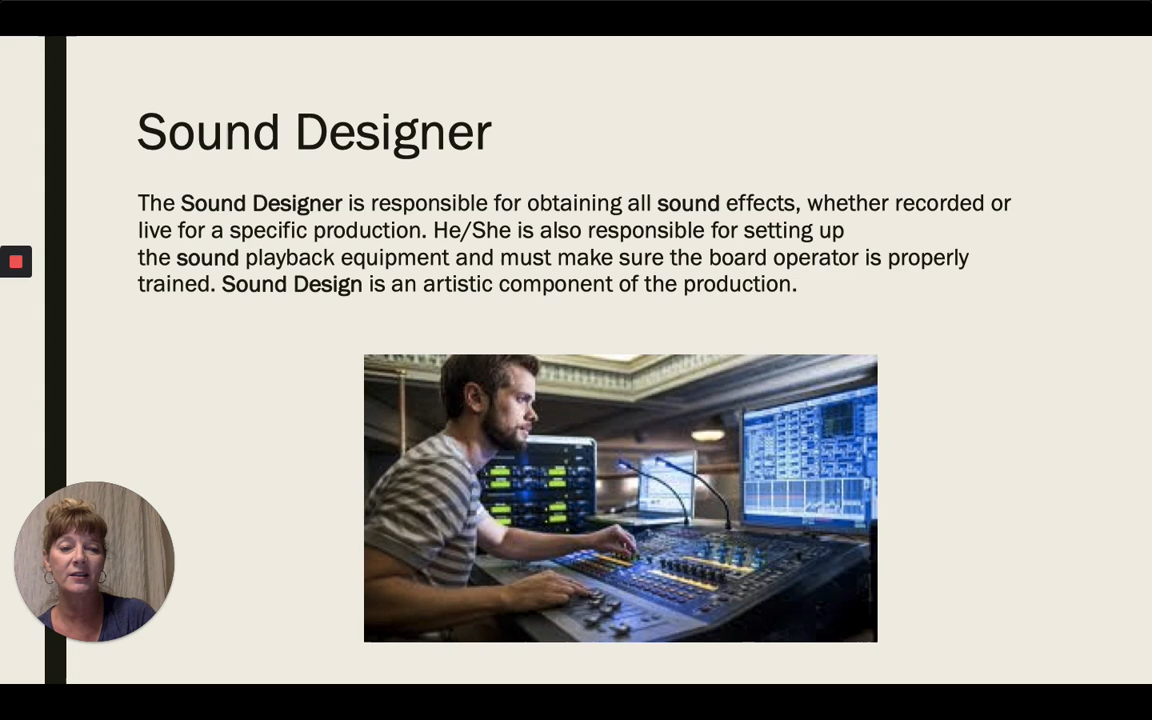 Sound Designer
The Sound Designer is responsible for obtaining all sound effects, whether recorded or
live for a specific production. He/She is also responsible for setting up
the sound playback equipment and must make sure the board operator is properly
trained. Sound Design is an artistic component of the production.